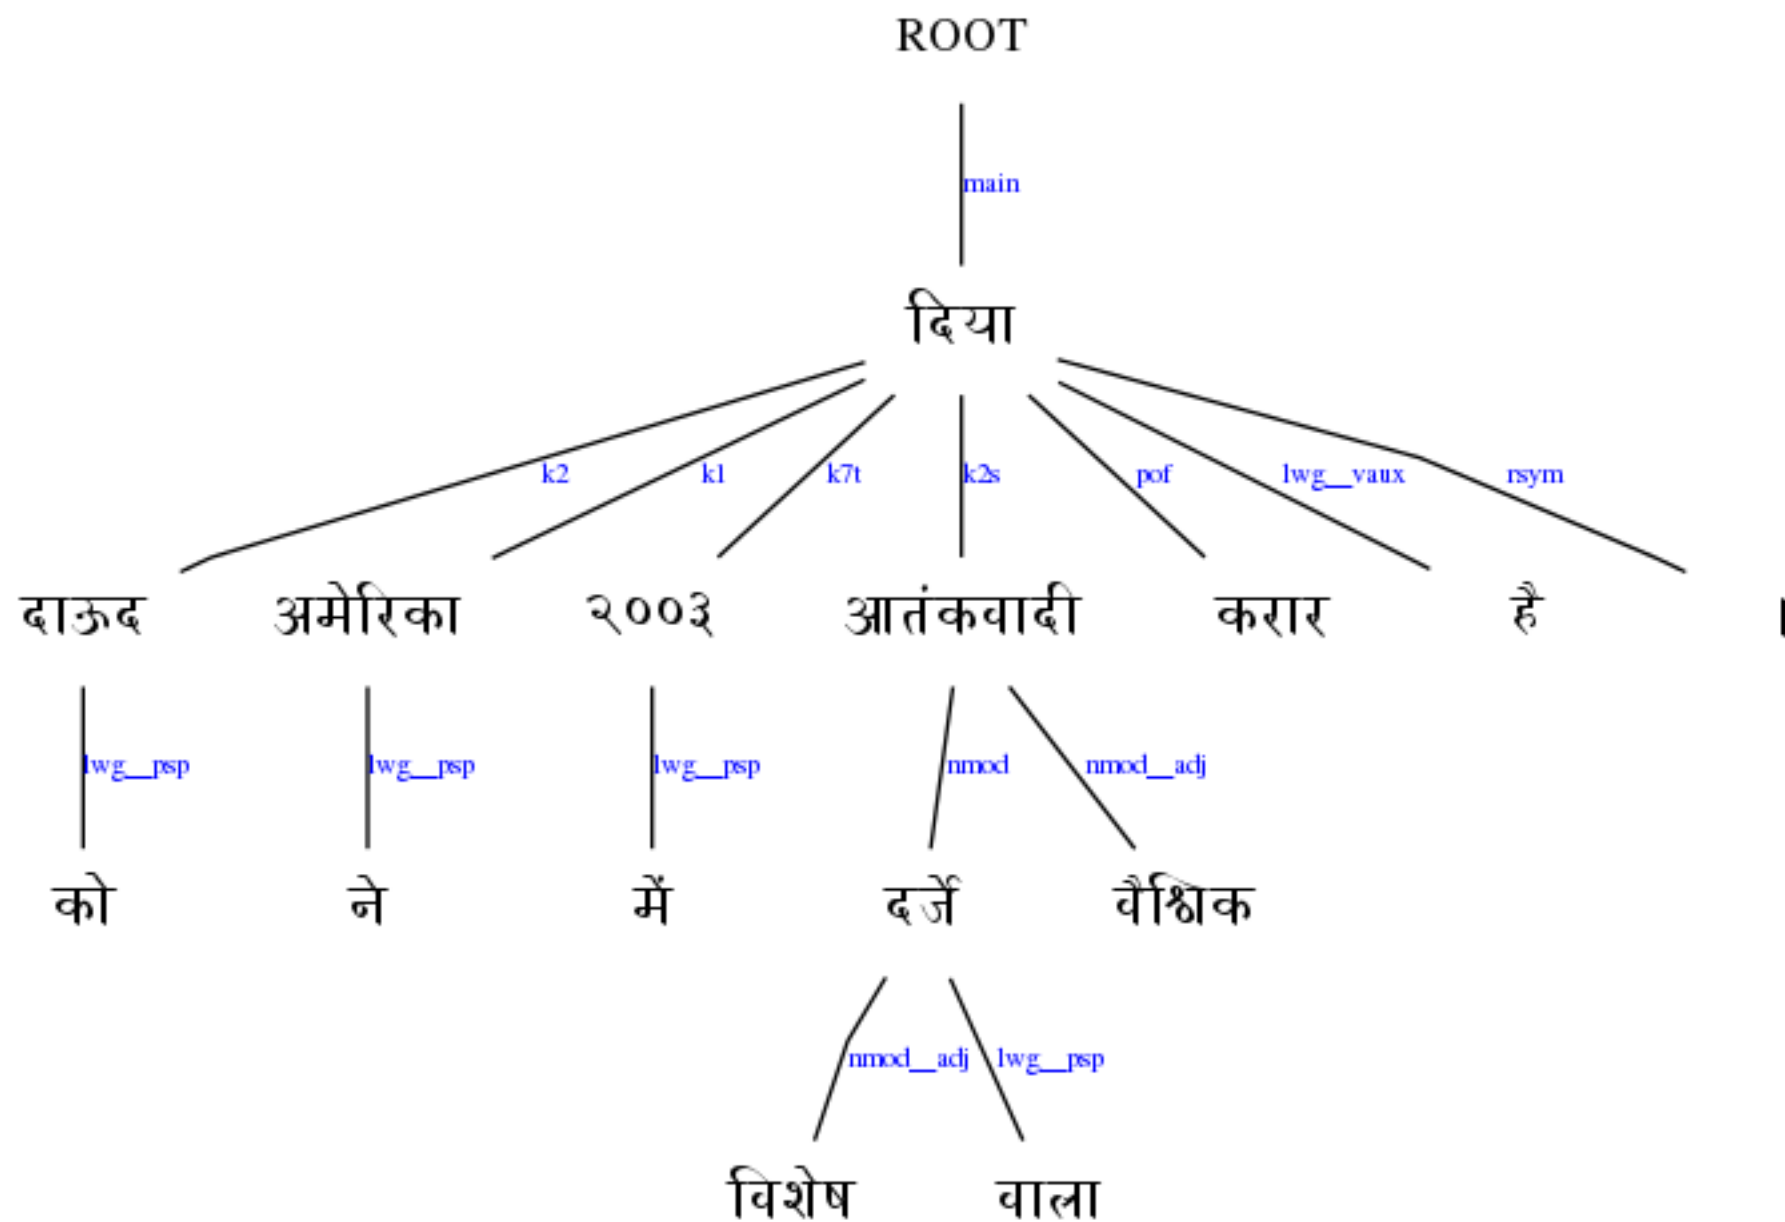 ROOT
main
दिया
k2 k1 k7t k2s pof lwg__vaux rsym
दाऊद अमेरिका २००३ आतंकवादी करार है ।
lwg__psp lwg__psp lwg__psp nmod nmod__adj
को ने में दर्जे वैश्विक
nmod__adj lwg__psp
विशेष वाला